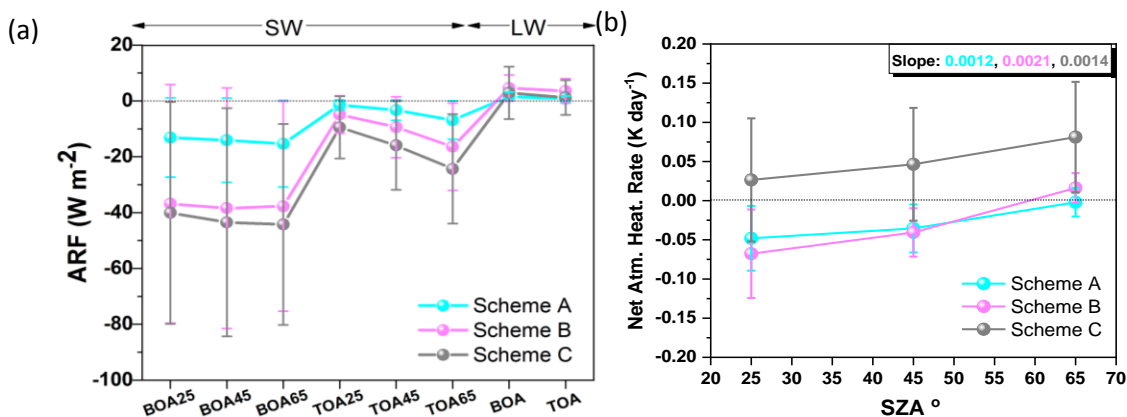 (a)
SW
LW
20
0
-20
-40
-60
-80
-100
ARF (W m-2)
Scheme A
Scheme B
Scheme C
BOA25
BOA45
BOA65
TOA25
TOA45
TOA65
BOA
TOA
(b)
Slope: 0.0012, 0.0021, 0.0014
0.20
0.15
0.10
0.05
0.00
-0.05
-0.10
-0.15
-0.20
Net Atm. Heat. Rate (K day-1)
Scheme A
Scheme B
Scheme C
20 25 30 35 40 45 50 55 60 65 70
SZA °